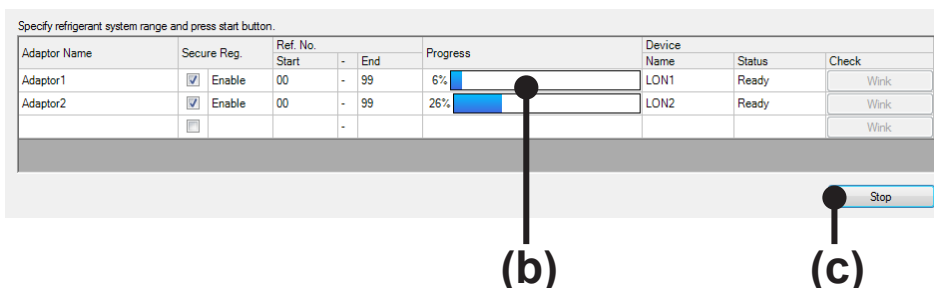 Specify refrigerant system range and press start button.
Adaptor Name Secure Reg. Ref. No. Progress Device
Start - End Name Status Check
Adaptor1 Enable 00 - 99 6% LON1 Ready Wink
Adaptor2 Enable 00 - 99 26% LON2 Ready Wink
- Wink
Stop
(b) (c)